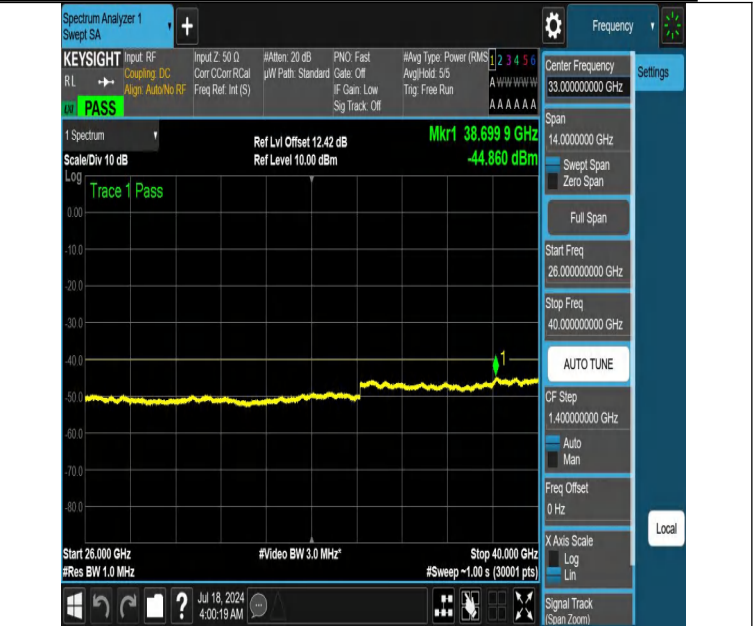 Spectrum Analyzer 1
Swept SA
+
Frequency
KEYSIGHT
RL
PASS
Input: RF
Coupling: DC
Align: Auto/No RF
Input Z: 50 Ω
Corr CCorr RCal
Freq Ref: Int (S)
#Atten: 20 dB
µW Path: Standard
PNO: Fast
Gate: Off
IF Gain: Low
Sig Track: Off
#Avg Type: Power (RMS
Avg|Hold: 5/5
Trig: Free Run
1 2 3 4 5 6
A W W W W W
A A A A A A
1 Spectrum
Scale/Div 10 dB
Ref Lvl Offset 12.42 dB
Ref Level 10.00 dBm
Mkr1 38.699 9 GHz
-44.860 dBm
Log
Trace 1 Pass
0.00
-10.0
-20.0
-30.0
-40.0
-50.0
-60.0
-70.0
-80.0
1
Start 26.000 GHz
#Res BW 1.0 MHz
#Video BW 3.0 MHz*
Stop 40.000 GHz
#Sweep ~1.00 s (30001 pts)
Jul 18, 2024
4:00:19 AM
Center Frequency
33.000000000 GHz
Settings
Span
14.0000000 GHz
Swept Span
Zero Span
Full Span
Start Freq
26.000000000 GHz
Stop Freq
40.000000000 GHz
AUTO TUNE
CF Step
1.400000000 GHz
Auto
Man
Freq Offset
0 Hz
X Axis Scale
Log
Lin
Local
Signal Track
(Span Zoom)